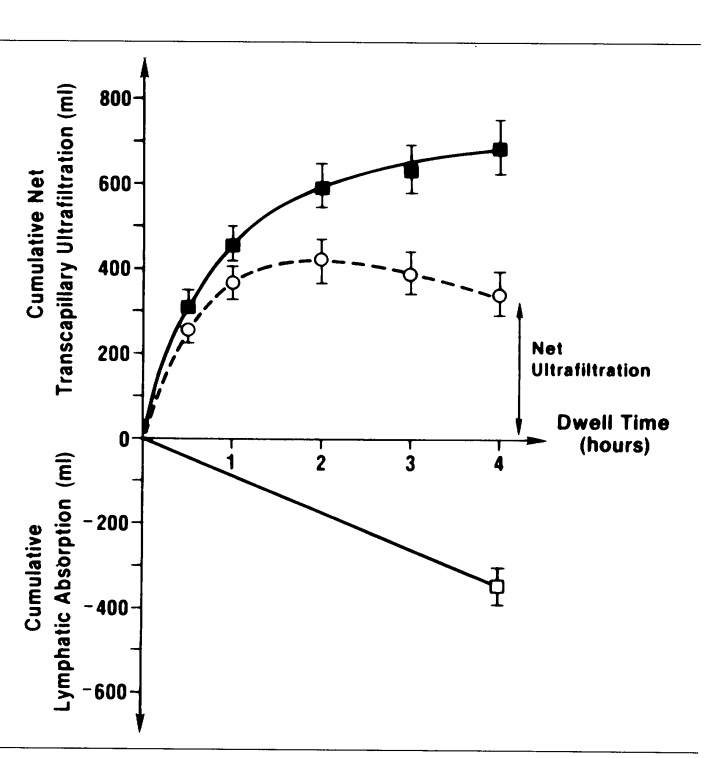 Cumulative Net
Transcapillary Ultrafiltration (ml)
800
600
400
200
0
Net
Ultrafiltration
Dwell Time
(hours)
1
2
3
4
Cumulative
Lymphatic Absorption (ml)
-200
-400
-600